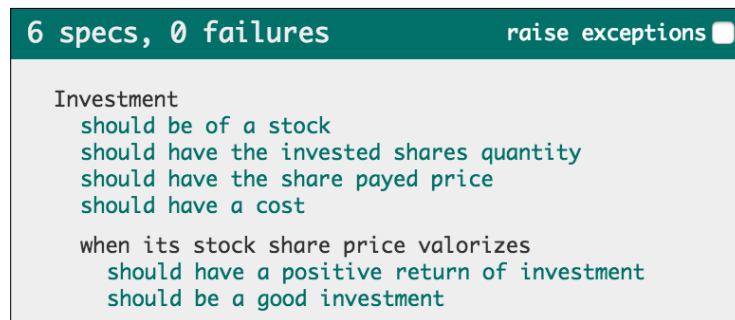 6 specs, 0 failures raise exceptions
Investment
should be of a stock
should have the invested shares quantity
should have the share payed price
should have a cost
when its stock share price valorizes
should have a positive return of investment
should be a good investment